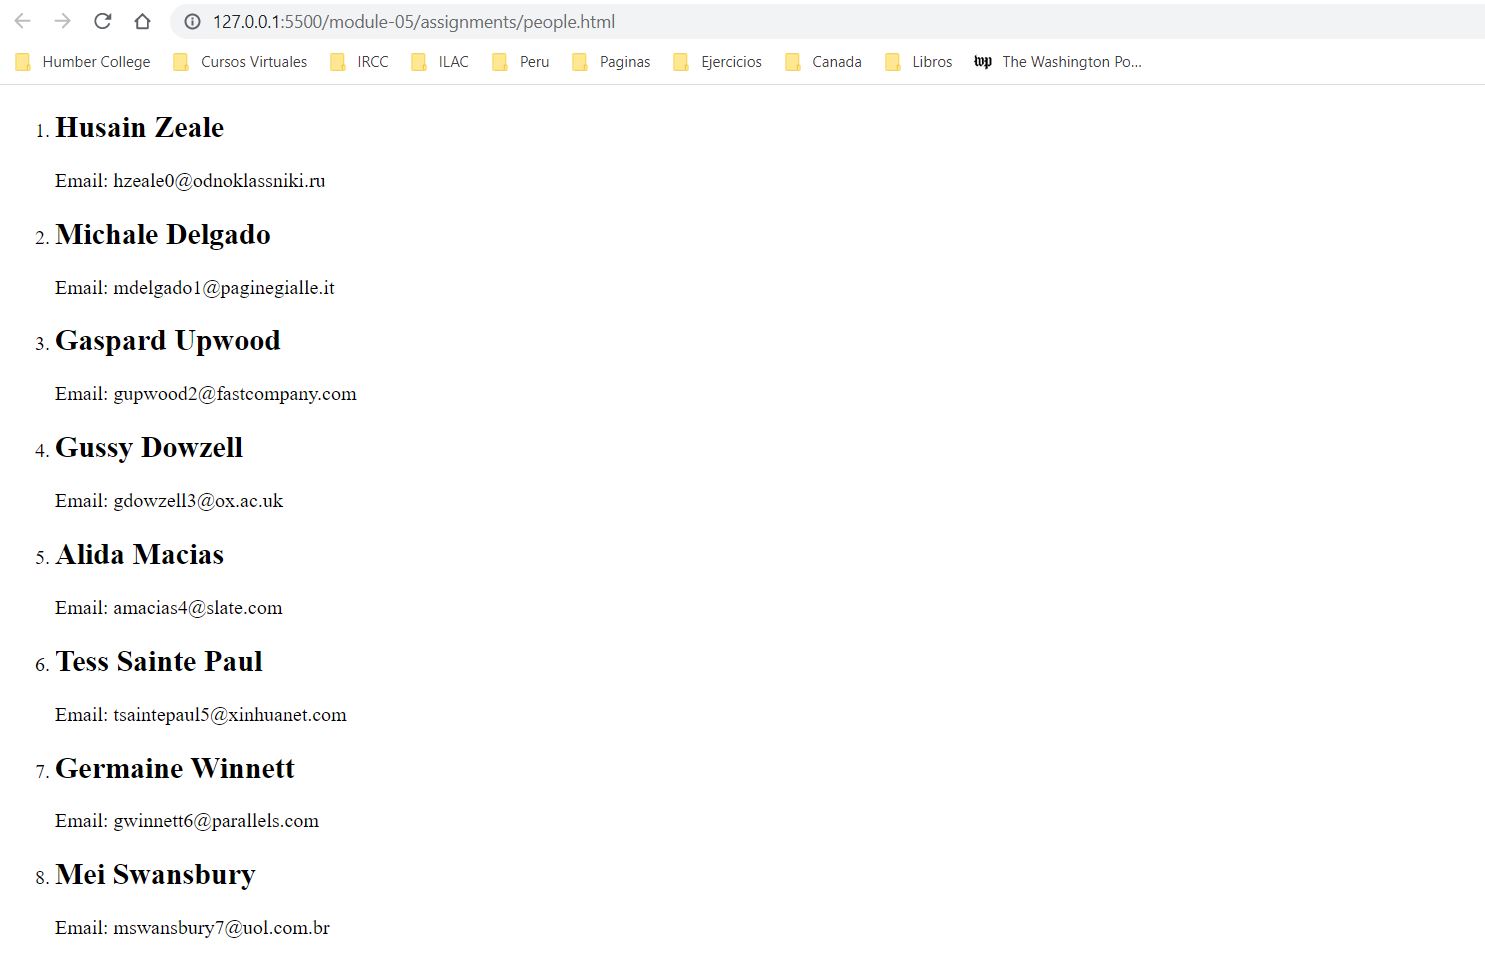 127.0.0.1:5500/module-05/assignments/people.html
Humber College Cursos Virtuales IRCC ILAC Peru Paginas Ejercicios Canada Libros wp The Washington Po...
1. Husain Zeale
Email: hzeale0@odnoklassniki.ru
2. Michale Delgado
Email: mdelgado1@paginegialle.it
3. Gaspard Upwood
Email: gupwood2@fastcompany.com
4. Gussy Dowzell
Email: gdowzell3@ox.ac.uk
5. Alida Macias
Email: amacias4@slate.com
6. Tess Sainte Paul
Email: tsaintepaul5@xinhuanet.com
7. Germaine Winnett
Email: gwinnett6@parallels.com
8. Mei Swansbury
Email: mswansbury7@uol.com.br